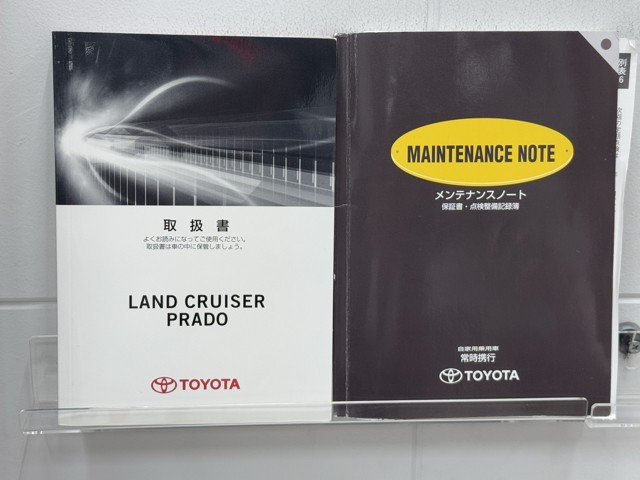 取扱書
よくお読みになってご使用ください。
取扱書は車の中に保管しましょう。
LAND CRUISER
PRADO
TOYOTA
MAINTENANCE NOTE
メンテナンスノート
保証書・点検整備記録簿
自家用乗用車
常時携行
TOYOTA
別表6